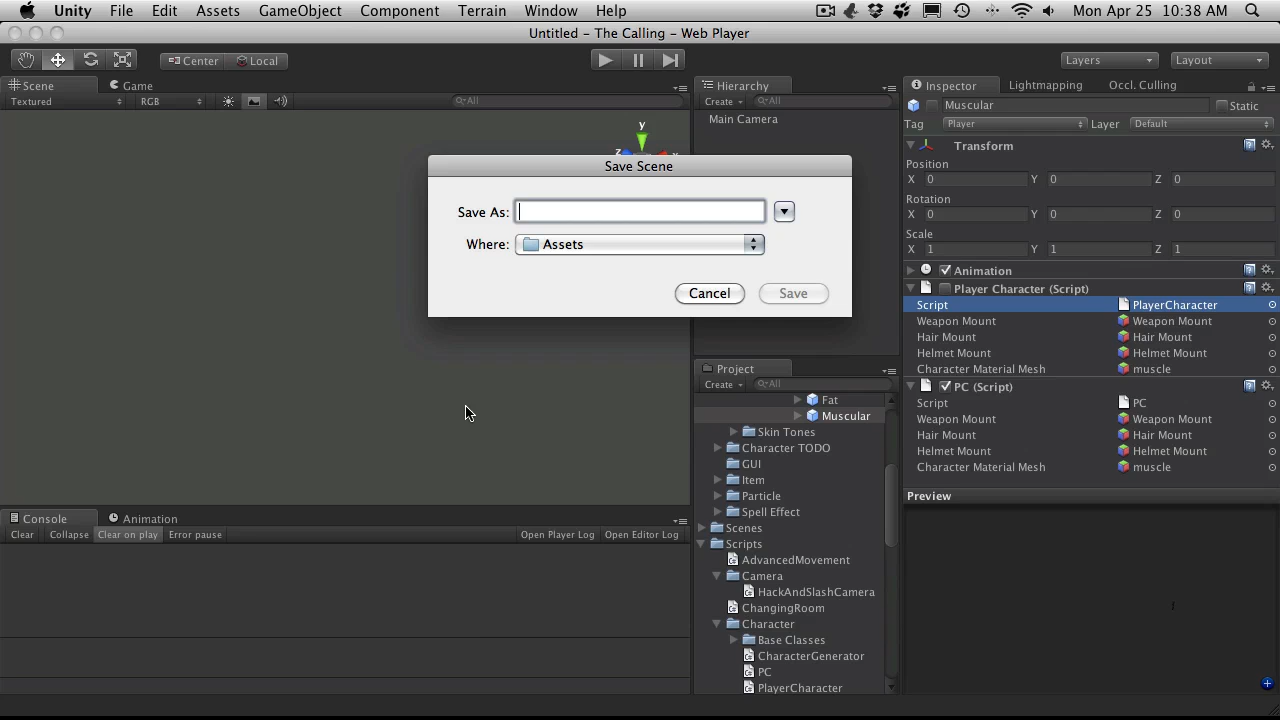 Unity File Edit Assets GameObject Component Terrain Window Help Mon Apr 25 10:38 AM
Untitled - The Calling - Web Player
Center Local Layers Layout
Scene Game Hierarchy Inspector Lightmapping Occl. Culling
Textured RGB All Create All Muscular Static
Main Camera Tag Player Layer Default
y
z x
Transform
Position
X 0 Y 0 Z 0
Rotation
X 0 Y 0 Z 0
Scale
X 1 Y 1 Z 1
Save Scene
Save As:
Where: Assets
Cancel Save
Animation
Player Character (Script)
Script PlayerCharacter
Weapon Mount Weapon Mount
Hair Mount Hair Mount
Helmet Mount Helmet Mount
Character Material Mesh muscle
PC (Script)
Script PC
Weapon Mount Weapon Mount
Hair Mount Hair Mount
Helmet Mount Helmet Mount
Character Material Mesh muscle
Preview
Project
Create All
Fat
Muscular
Skin Tones
Character TODO
GUI
Item
Particle
Spell Effect
Scenes
Scripts
AdvancedMovement
Camera
HackAndSlashCamera
ChangingRoom
Character
Base Classes
CharacterGenerator
PC
PlayerCharacter
Console Animation
Clear Collapse Clear on play Error pause Open Player Log Open Editor Log